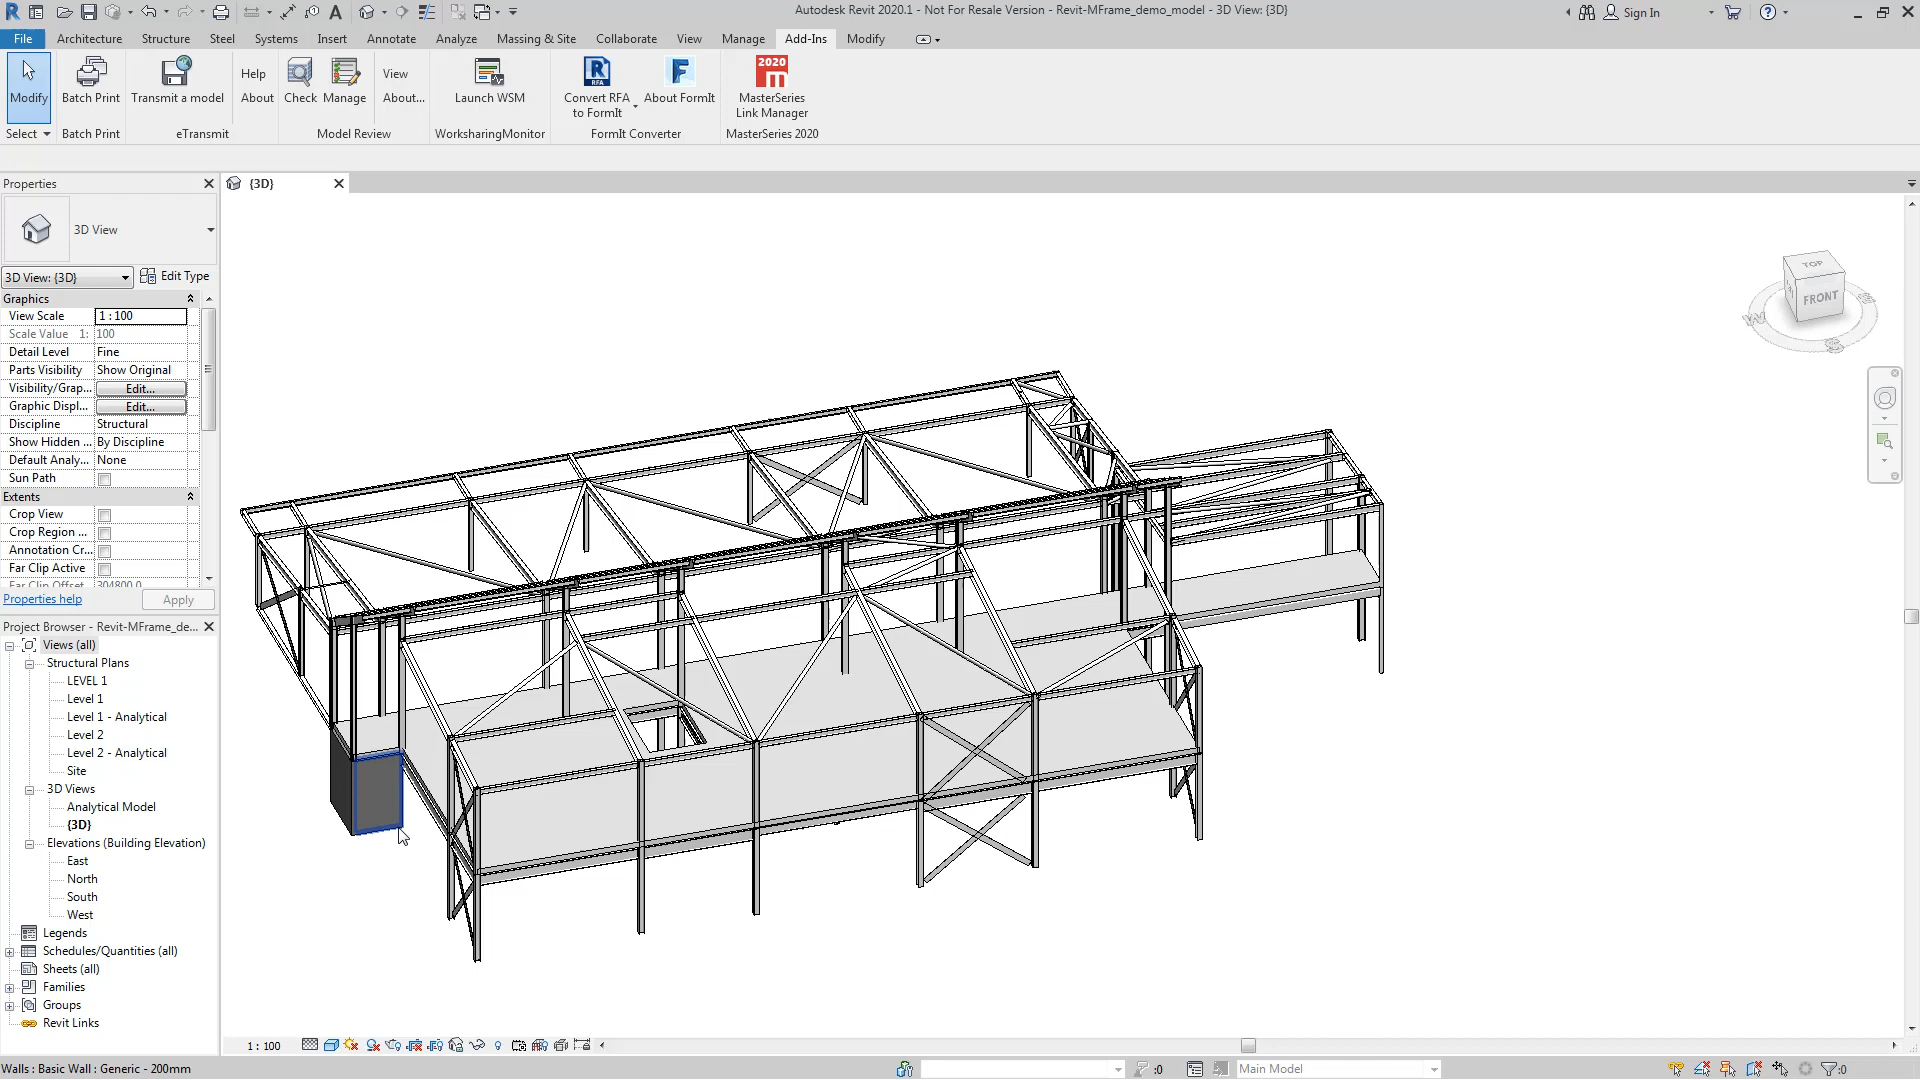 Autodesk Revit 2020.1 - Not For Resale Version - Revit-MFrame_demo_model - 3D View: {3D}
Sign In
File Architecture Structure Steel Systems Insert Annotate Analyze Massing & Site Collaborate View Manage Add-Ins Modify
Modify
Batch Print
Transmit a model
Help
About
Check
Manage
View
About...
Launch WSM
Convert RFA
to FormIt
About FormIt
2020
MasterSeries
Link Manager
Select
Batch Print
eTransmit
Model Review
WorksharingMonitor
FormIt Converter
MasterSeries 2020
Properties
{3D}
3D View
3D View: {3D}
Edit Type
Graphics
View Scale 1 : 100
Scale Value 1: 100
Detail Level Fine
Parts Visibility Show Original
Visibility/Grap... Edit...
Graphic Displ... Edit...
Discipline Structural
Show Hidden ... By Discipline
Default Analy... None
Sun Path
Extents
Crop View
Crop Region ...
Annotation Cr...
Far Clip Active
Far Clip Offset 304800.0
Properties help
Apply
Project Browser - Revit-MFrame_de...
Views (all)
Structural Plans
LEVEL 1
Level 1
Level 1 - Analytical
Level 2
Level 2 - Analytical
Site
3D Views
Analytical Model
{3D}
Elevations (Building Elevation)
East
North
South
West
Legends
Schedules/Quantities (all)
Sheets (all)
Families
Groups
Revit Links
TOP
FRONT
W
S
E
1 : 100
Walls : Basic Wall : Generic - 200mm
:0
Main Model
:0